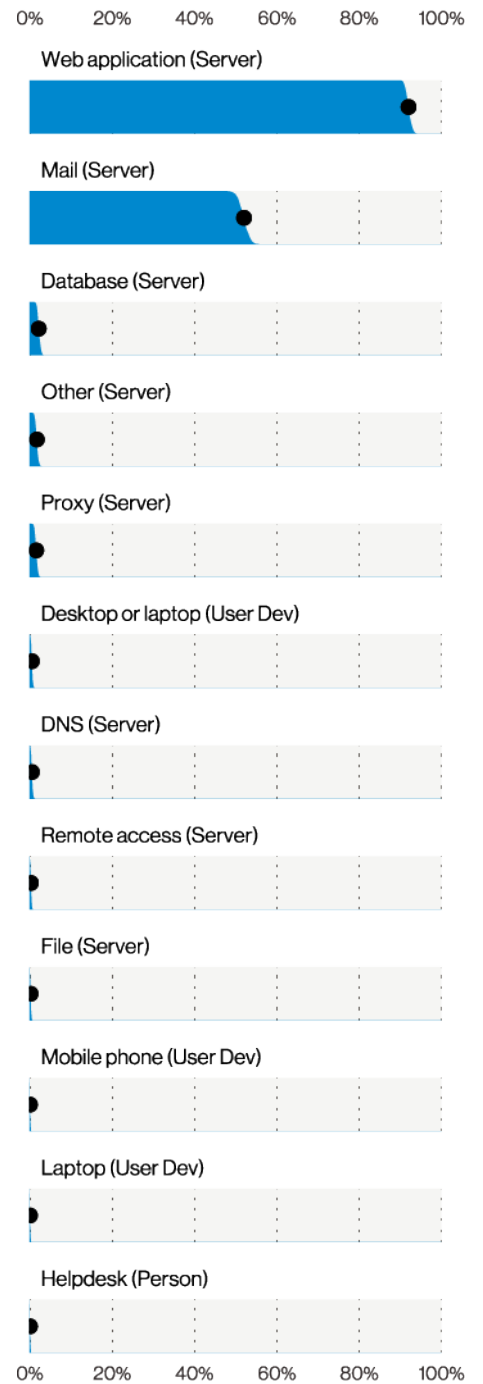 0% 20% 40% 60% 80% 100%
Web application (Server)
Mail (Server)
Database (Server)
Other (Server)
Proxy (Server)
Desktop or laptop (User Dev)
DNS (Server)
Remote access (Server)
File (Server)
Mobile phone (User Dev)
Laptop (User Dev)
Helpdesk (Person)
0% 20% 40% 60% 80% 100%